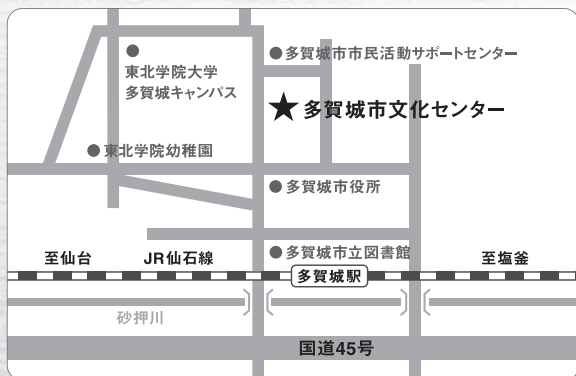 多賀城市市民活動サポートセンター
東北学院大学
多賀城キャンパス
多賀城市文化センター
東北学院幼稚園
多賀城市役所
多賀城市立図書館
至仙台
JR仙石線
至塩釜
多賀城駅
砂押川
国道45号